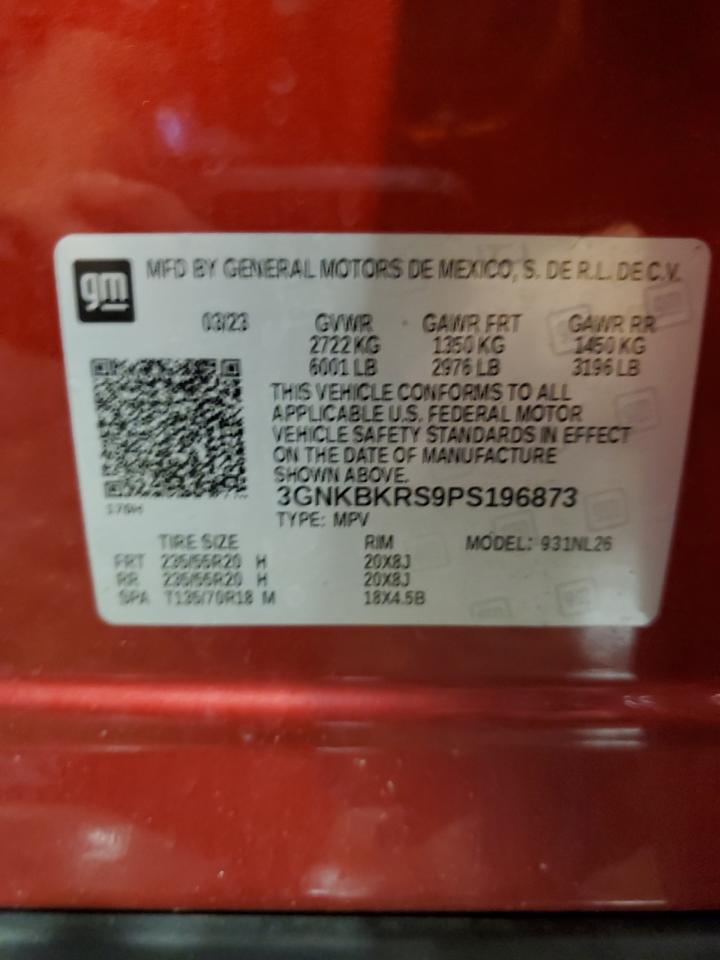 gm
MFD BY GENERAL MOTORS DE MEXICO, S. DE R.L. DE C.V.
03/23 GVWR GAWR FRT GAWR RR
2722 KG 1350 KG 1450 KG
6001 LB 2976 LB 3196 LB
THIS VEHICLE CONFORMS TO ALL
APPLICABLE U.S. FEDERAL MOTOR
VEHICLE SAFETY STANDARDS IN EFFECT
ON THE DATE OF MANUFACTURE
SHOWN ABOVE.
3GNKBKRS9PS196873
TYPE: MPV
TIRE SIZE RIM MODEL: 931NL26
FRT 235/55R20 H 20X8J
RR 235/55R20 H 20X8J
SPA T135/70R18 M 18X4.5B